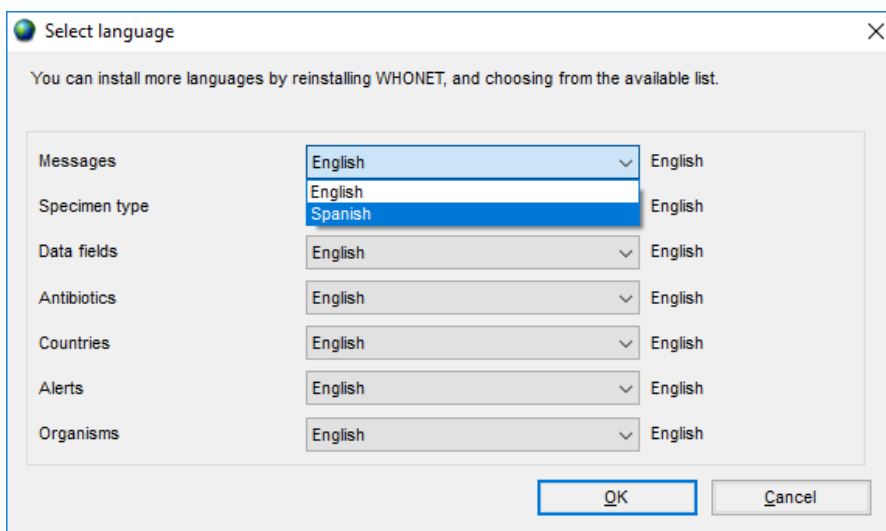 Select language
You can install more languages by reinstalling WHONET, and choosing from the available list.
Messages English English
English
Specimen type Spanish English
Data fields English English
Antibiotics English English
Countries English English
Alerts English English
Organisms English English
OK Cancel